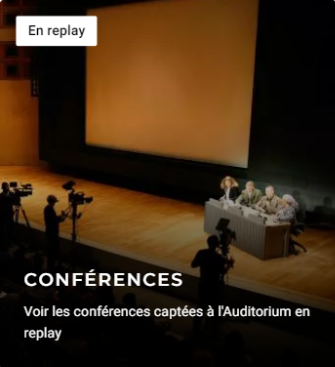 En replay
CONFÉRENCES
Voir les conférences captées à l'Auditorium en
replay